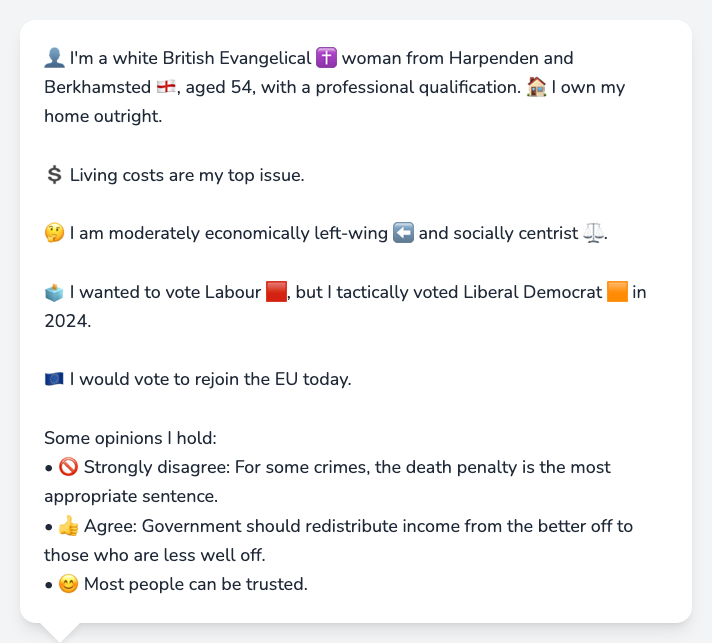 👤 I'm a white British Evangelical ✝️ woman from Harpenden and
Berkhamsted 🏴󠁧󠁢󠁥󠁮󠁧󠁿, aged 54, with a professional qualification. 🏠 I own my
home outright.
💲 Living costs are my top issue.
🤔 I am moderately economically left-wing ⬅️ and socially centrist ⚖️.
🗳️ I wanted to vote Labour 🟥, but I tactically voted Liberal Democrat 🟧 in
2024.
🇪🇺 I would vote to rejoin the EU today.
Some opinions I hold:
• 🚫 Strongly disagree: For some crimes, the death penalty is the most
appropriate sentence.
• 👍 Agree: Government should redistribute income from the better off to
those who are less well off.
• 😊 Most people can be trusted.